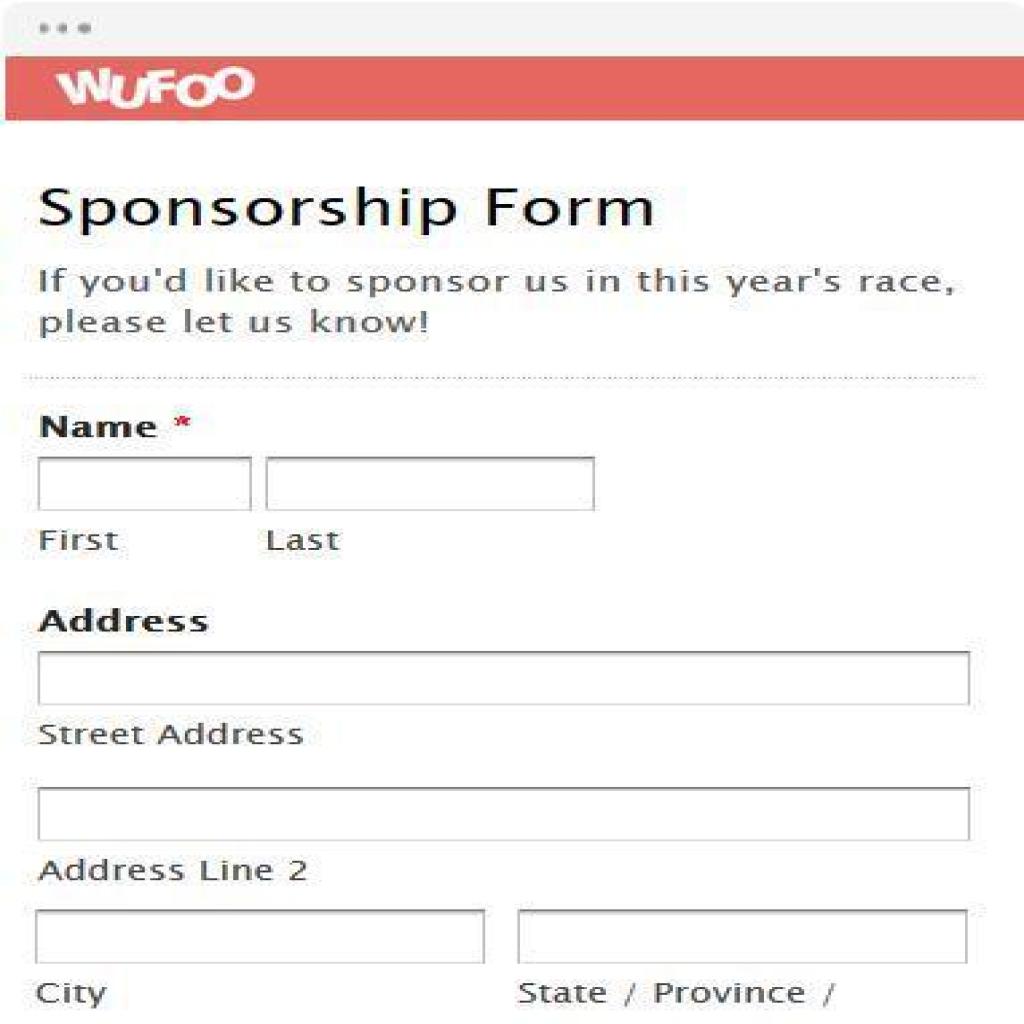 WUFOO
Sponsorship Form
If you'd like to sponsor us in this year's race,
please let us know!
Name *
First Last
Address
Street Address
Address Line 2
City State / Province /